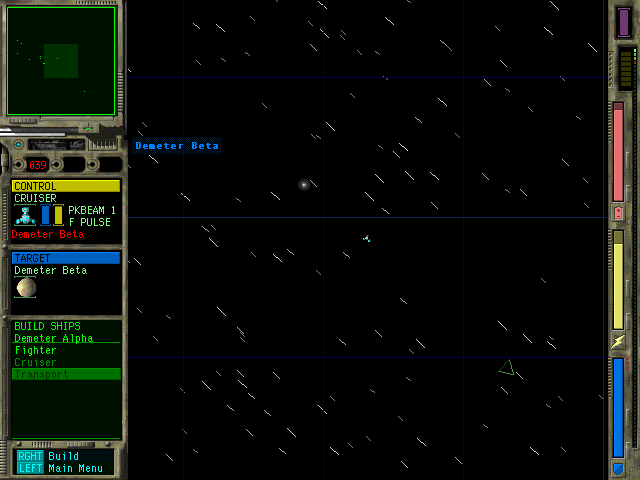 Demeter Beta
039
CONTROL
CRUISER
PKBEAM 1
F PULSE
Demeter Beta
TARGET
Demeter Beta
BUILD SHIPS
Demeter Alpha
Fighter
Cruiser
Transport
RGHT Build
LEFT Main Menu